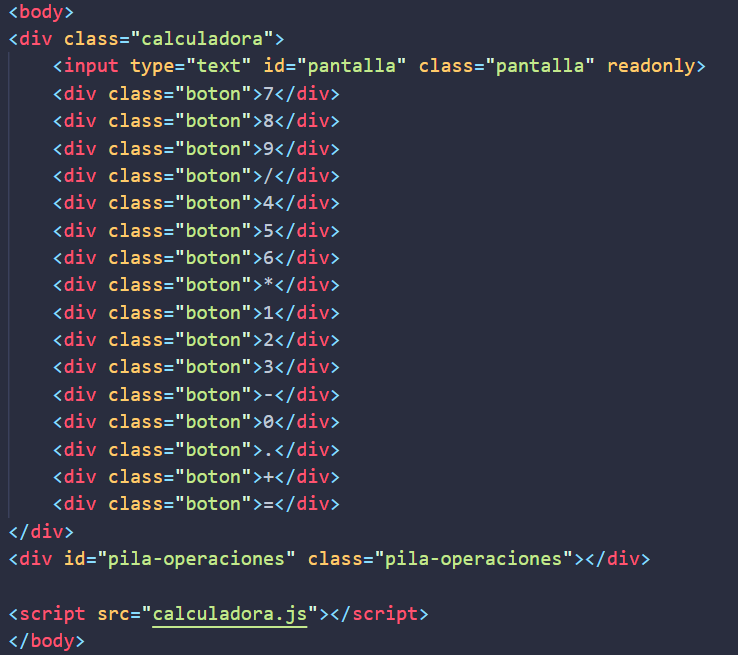 <body>
<div class="calculadora">
    <input type="text" id="pantalla" class="pantalla" readonly>
    <div class="boton">7</div>
    <div class="boton">8</div>
    <div class="boton">9</div>
    <div class="boton">/</div>
    <div class="boton">4</div>
    <div class="boton">5</div>
    <div class="boton">6</div>
    <div class="boton">*</div>
    <div class="boton">1</div>
    <div class="boton">2</div>
    <div class="boton">3</div>
    <div class="boton">-</div>
    <div class="boton">0</div>
    <div class="boton">.</div>
    <div class="boton">+</div>
    <div class="boton">=</div>
</div>
<div id="pila-operaciones" class="pila-operaciones"></div>

<script src="calculadora.js"></script>
</body>